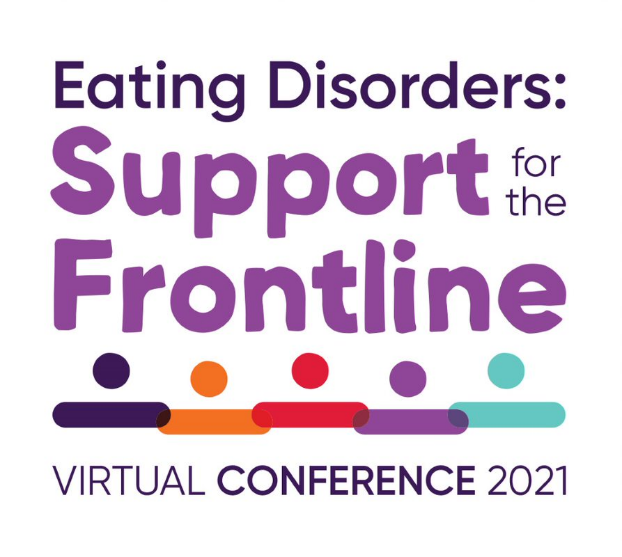 Eating Disorders:
Support for the
Frontline
VIRTUAL CONFERENCE 2021